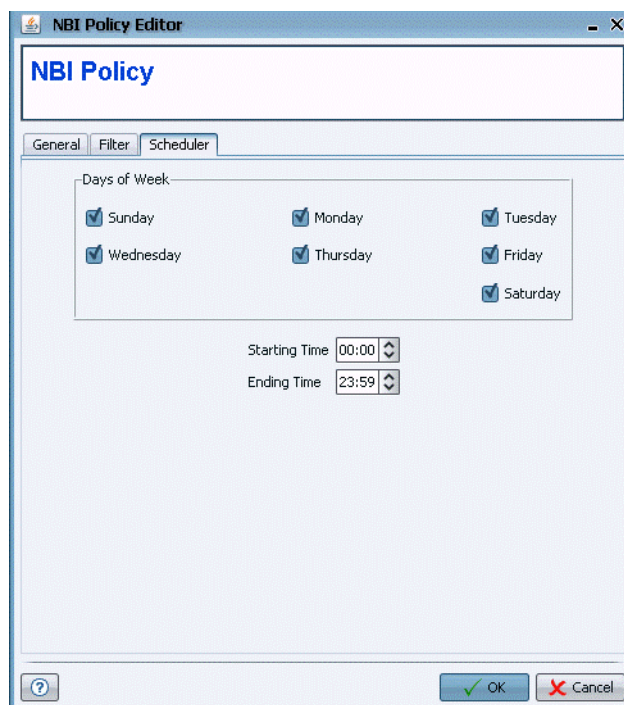 NBI Policy Editor
NBI Policy
General Filter Scheduler
Days of Week
Sunday Monday Tuesday
Wednesday Thursday Friday
Saturday
Starting Time 00:00
Ending Time 23:59
? OK Cancel